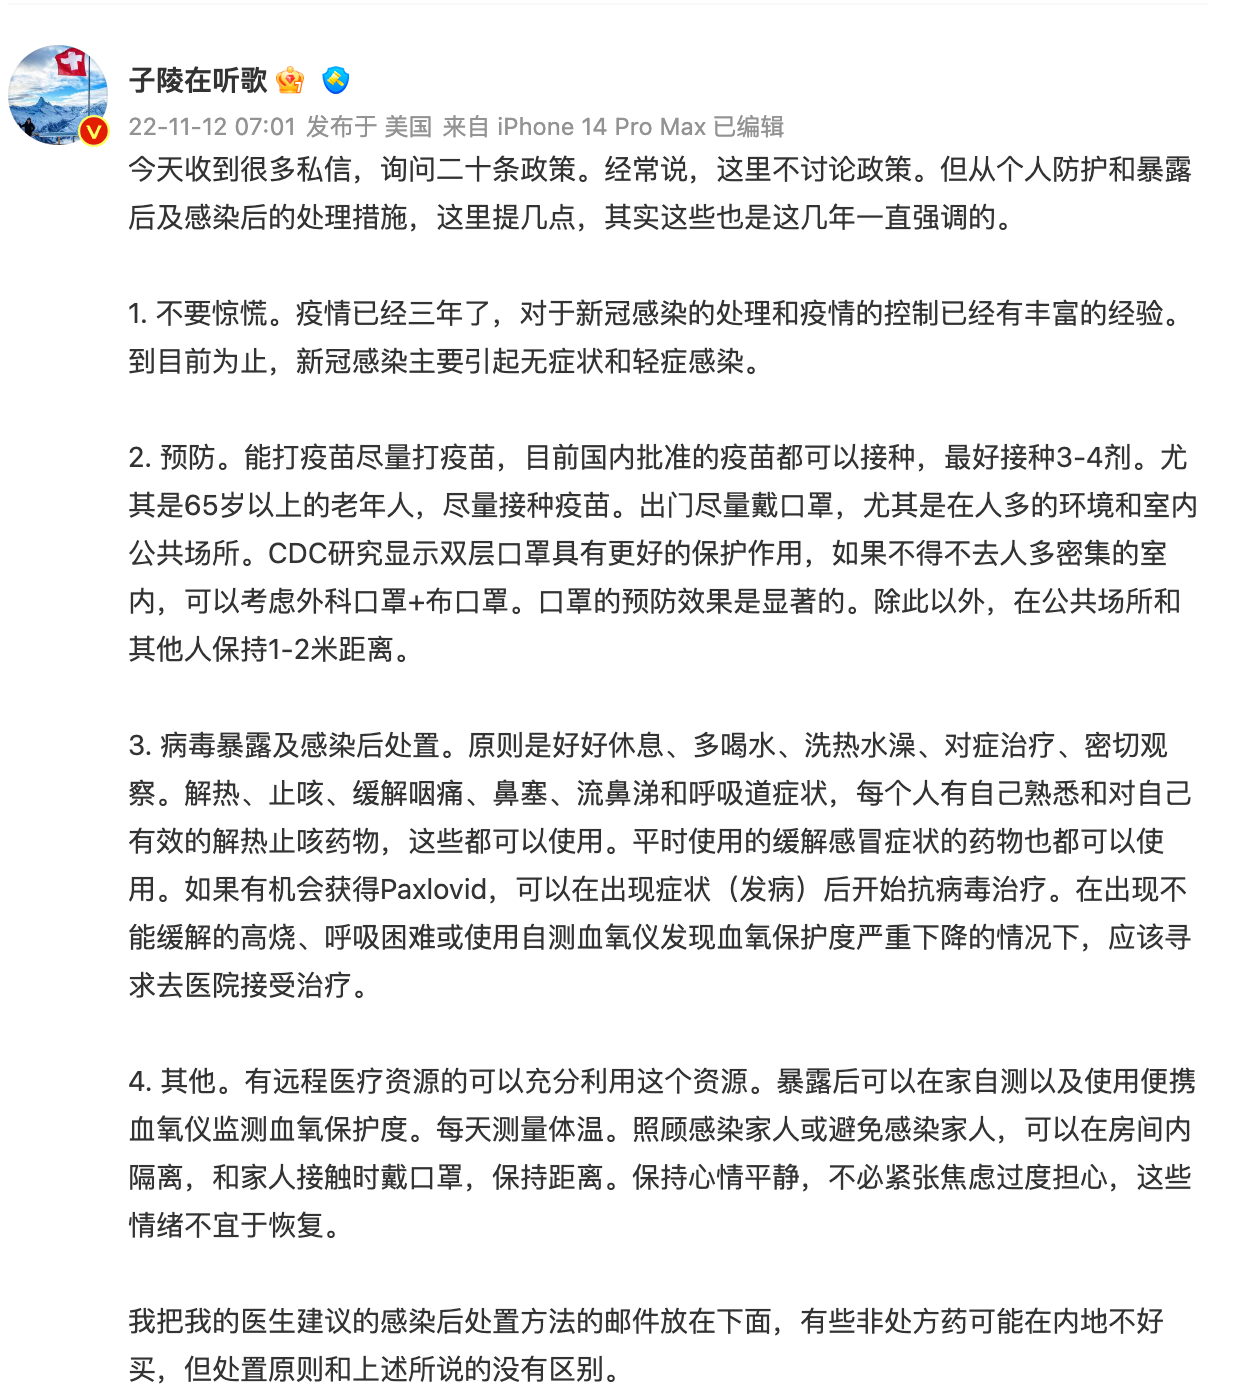 子陵在听歌
22-11-12 07:01 发布于 美国 来自 iPhone 14 Pro Max 已编辑
今天收到很多私信，询问二十条政策。经常说，这里不讨论政策。但从个人防护和暴露
后及感染后的处理措施，这里提几点，其实这些也是这几年一直强调的。
1. 不要惊慌。疫情已经三年了，对于新冠感染的处理和疫情的控制已经有丰富的经验。
到目前为止，新冠感染主要引起无症状和轻症感染。
2. 预防。能打疫苗尽量打疫苗，目前国内批准的疫苗都可以接种，最好接种3-4剂。尤
其是65岁以上的老年人，尽量接种疫苗。出门尽量戴口罩，尤其是在人多的环境和室内
公共场所。CDC研究显示双层口罩具有更好的保护作用，如果不得不去人多密集的室
内，可以考虑外科口罩+布口罩。口罩的预防效果是显著的。除此以外，在公共场所和
其他人保持1-2米距离。
3. 病毒暴露及感染后处置。原则是好好休息、多喝水、洗热水澡、对症治疗、密切观
察。解热、止咳、缓解咽痛、鼻塞、流鼻涕和呼吸道症状，每个人有自己熟悉和对自己
有效的解热止咳药物，这些都可以使用。平时使用的缓解感冒症状的药物也都可以使
用。如果有机会获得Paxlovid，可以在出现症状（发病）后开始抗病毒治疗。在出现不
能缓解的高烧、呼吸困难或使用自测血氧仪发现血氧保护度严重下降的情况下，应该寻
求去医院接受治疗。
4. 其他。有远程医疗资源的可以充分利用这个资源。暴露后可以在家自测以及使用便携
血氧仪监测血氧保护度。每天测量体温。照顾感染家人或避免感染家人，可以在房间内
隔离，和家人接触时戴口罩，保持距离。保持心情平静，不必紧张焦虑过度担心，这些
情绪不宜于恢复。
我把我的医生建议的感染后处置方法的邮件放在下面，有些非处方药可能在内地不好
买，但处置原则和上述所说的没有区别。